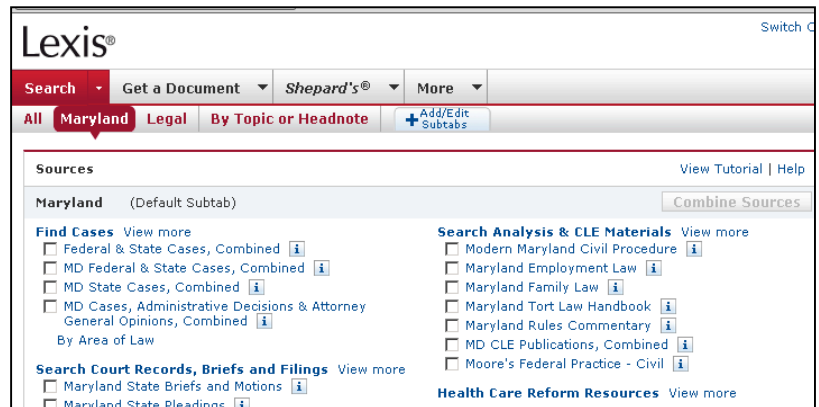 Switch
Lexis®
Search Get a Document Shepard's® More
All Maryland Legal By Topic or Headnote Add/Edit Subtabs
Sources View Tutorial | Help
Maryland (Default Subtab) Combine Sources
Find Cases View more
Federal & State Cases, Combined i
MD Federal & State Cases, Combined i
MD State Cases, Combined i
MD Cases, Administrative Decisions & Attorney
General Opinions, Combined i
By Area of Law
Search Court Records, Briefs and Filings View more
Maryland State Briefs and Motions i
Maryland State Pleadings i
Search Analysis & CLE Materials View more
Modern Maryland Civil Procedure i
Maryland Employment Law i
Maryland Family Law i
Maryland Tort Law Handbook i
Maryland Rules Commentary i
MD CLE Publications, Combined i
Moore's Federal Practice - Civil i
Health Care Reform Resources View more